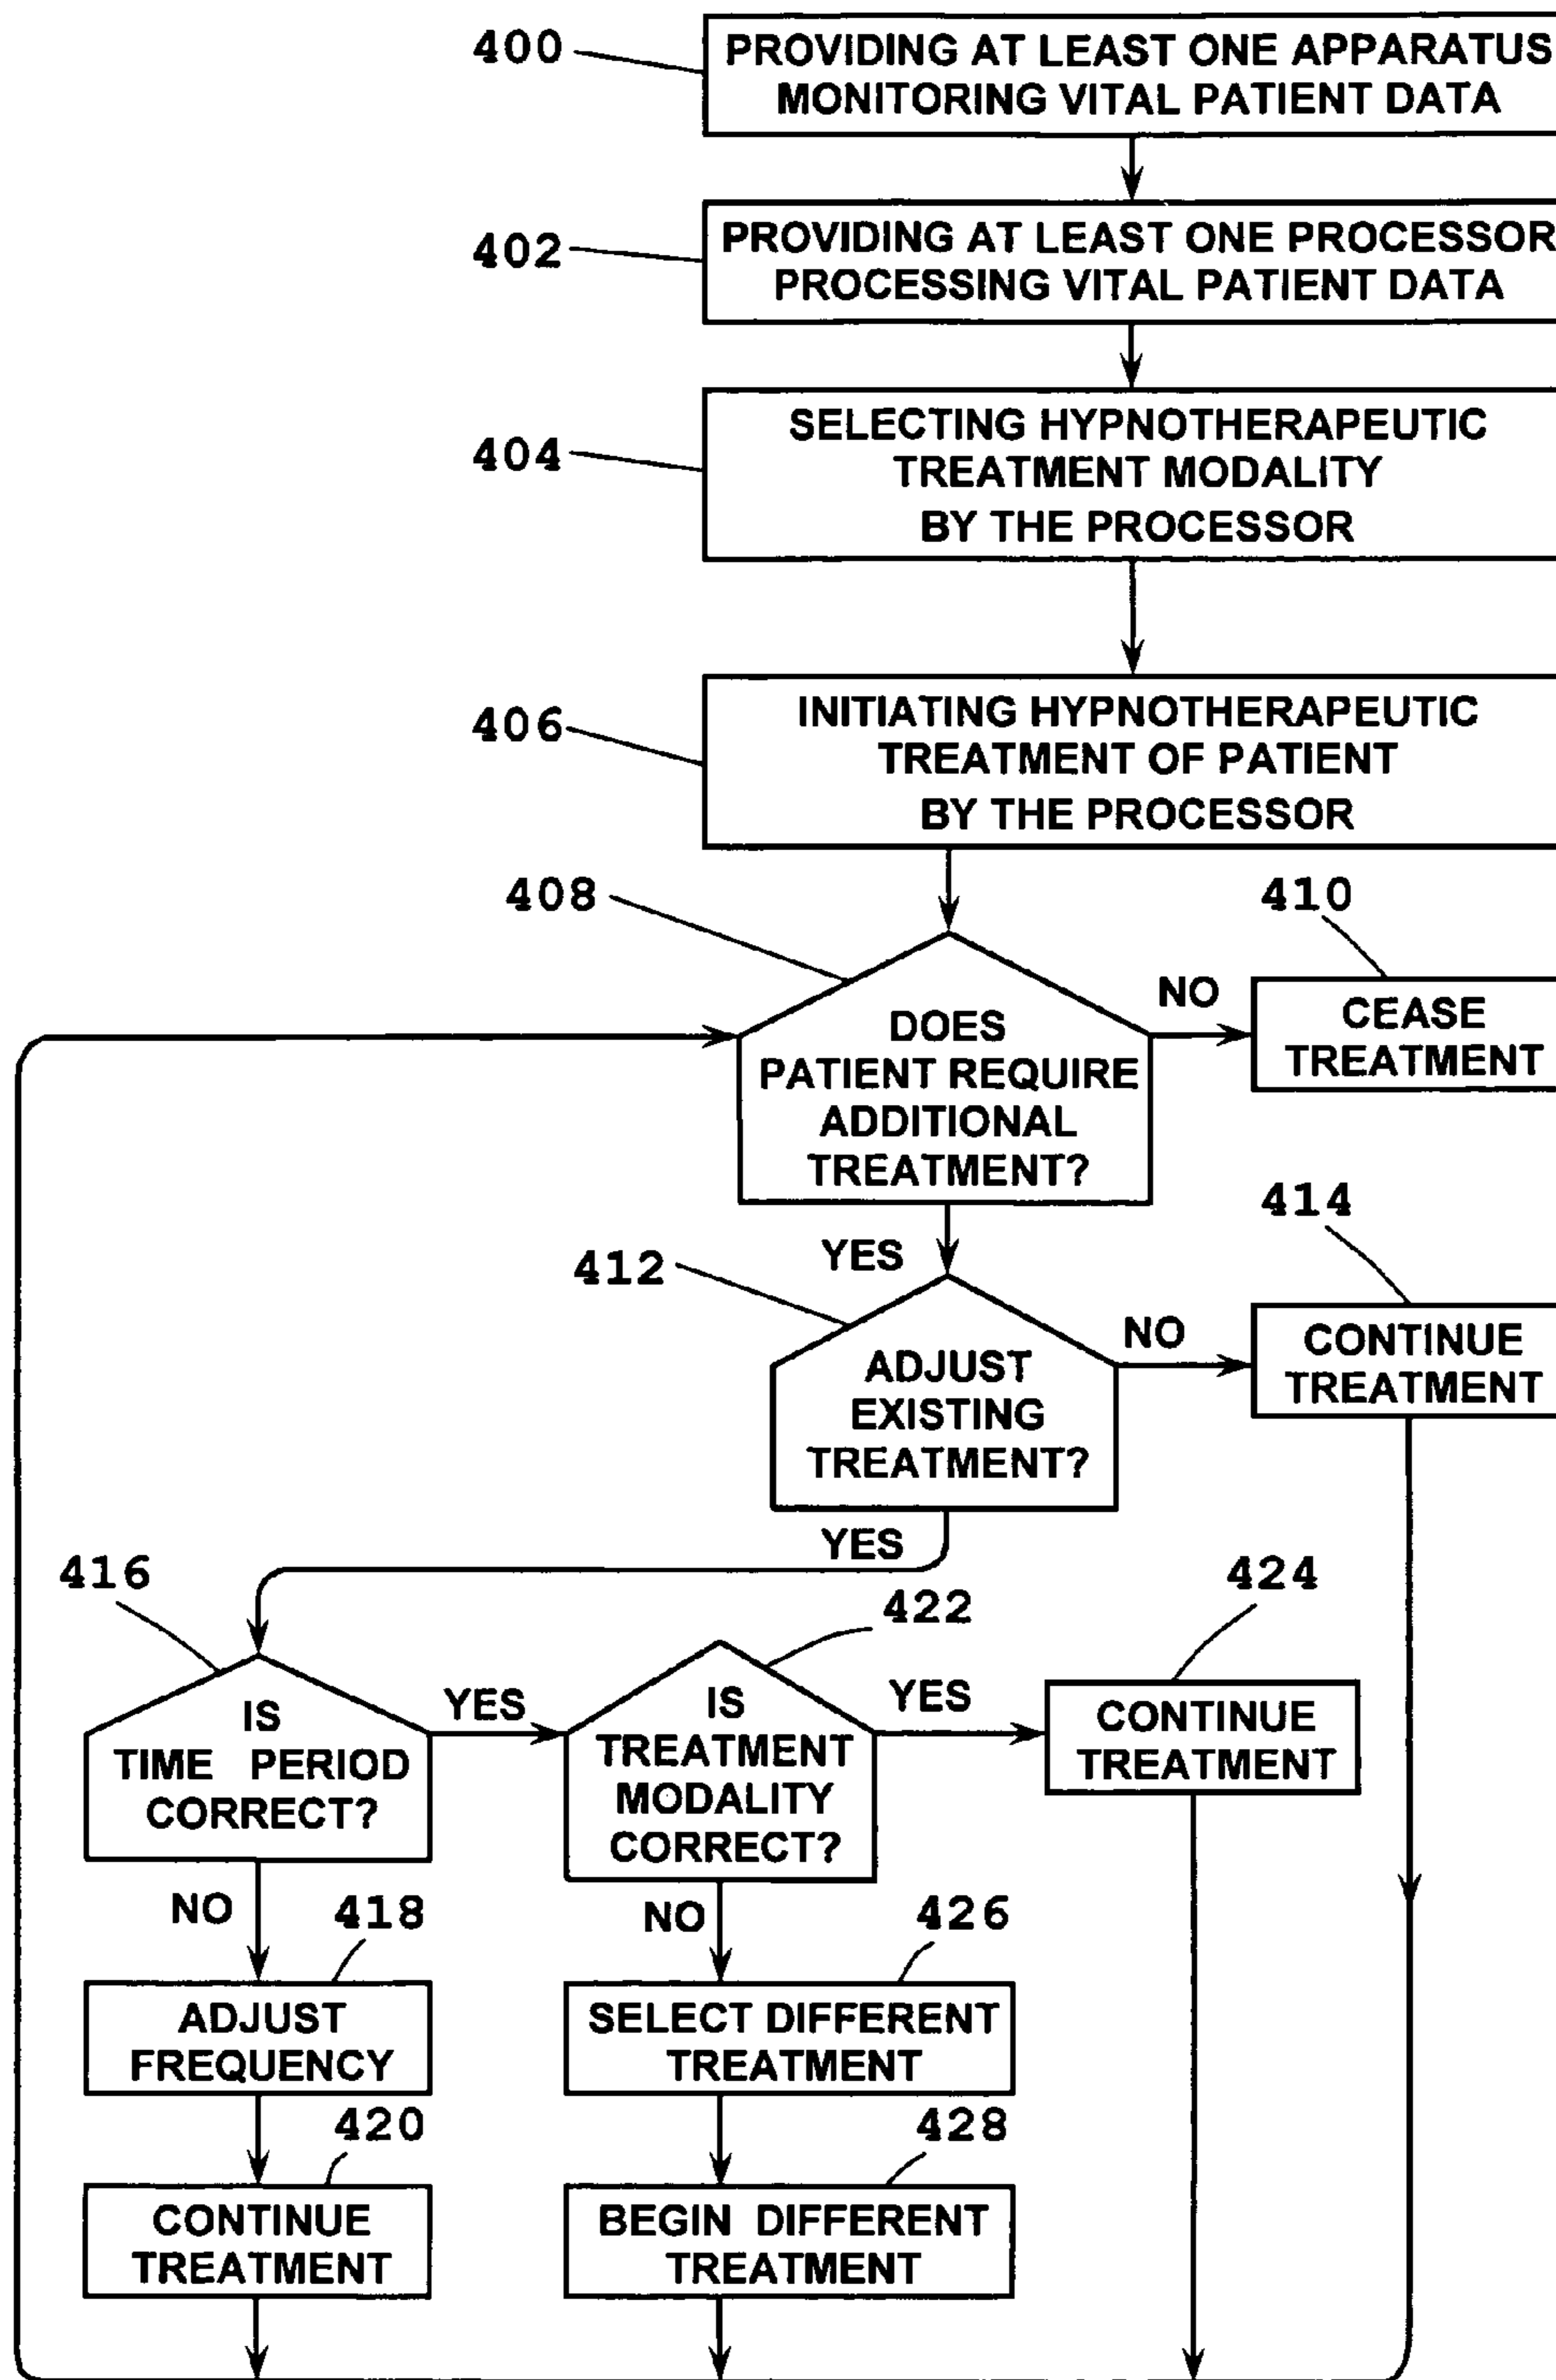 400
PROVIDING AT LEAST ONE APPARATUS
MONITORING VITAL PATIENT DATA
402
PROVIDING AT LEAST ONE PROCESSOR
PROCESSING VITAL PATIENT DATA
404
SELECTING HYPNOTHERAPEUTIC
TREATMENT MODALITY
BY THE PROCESSOR
406
INITIATING HYPNOTHERAPEUTIC
TREATMENT OF PATIENT
BY THE PROCESSOR
408
DOES
PATIENT REQUIRE
ADDITIONAL
TREATMENT?
NO
410
CEASE
TREATMENT
YES
412
ADJUST
EXISTING
TREATMENT?
NO
414
CONTINUE
TREATMENT
YES
416
IS
TIME PERIOD
CORRECT?
YES
422
IS
TREATMENT
MODALITY
CORRECT?
YES
424
CONTINUE
TREATMENT
NO
418
ADJUST
FREQUENCY
420
CONTINUE
TREATMENT
NO
426
SELECT DIFFERENT
TREATMENT
428
BEGIN DIFFERENT
TREATMENT